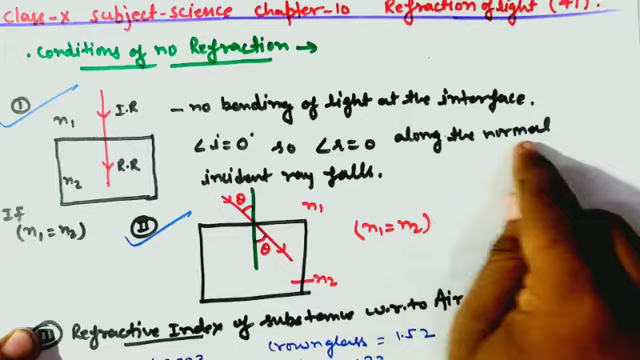 Class-x subject-science chapter-10 Refraction of light (41).
. Conditions of no Refraction →
I
I.R
n₁
R.R
n₂
- no bending of light at the interface.
∠i=0° so ∠r=0 along the normal
incident ray falls.
If
(n₁=n₂)
II
θ
θ
n₁
n₂
(n₁=n₂)
III Refractive Index of substance w.r.to Air
crownglass = 1.52